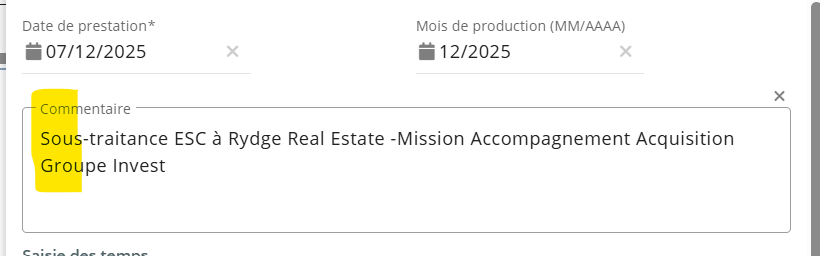 Date de prestation* Mois de production (MM/AAAA)
07/12/2025 12/2025
Commentaire
Sous-traitance ESC à Rydge Real Estate -Mission Accompagnement Acquisition
Groupe Invest
Saisie des temps